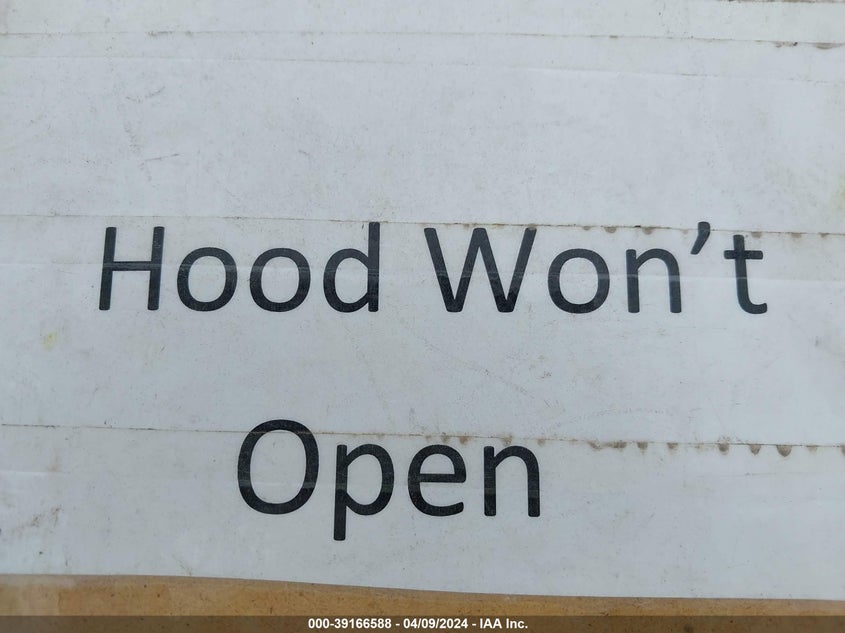 Hood Won’t
Open
000-39166588 - 04/09/2024 - IAA Inc.